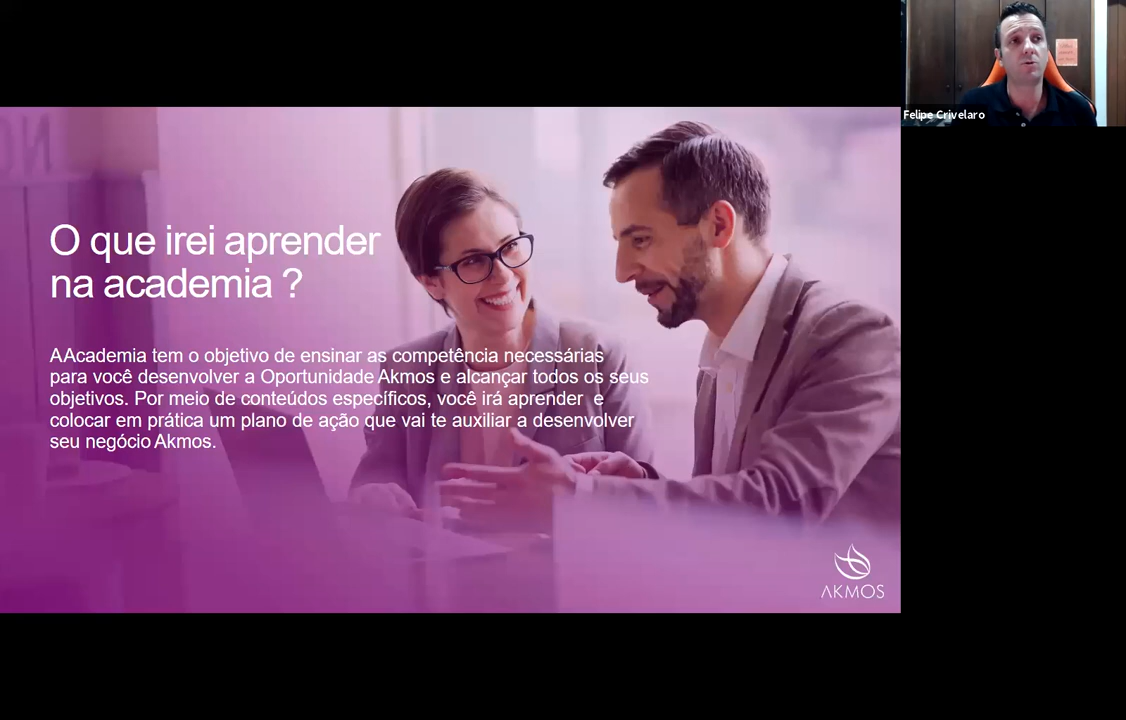 Felipe Crivelaro
O que irei aprender
na academia ?
AAcademia tem o objetivo de ensinar as competência necessárias
para você desenvolver a Oportunidade Akmos e alcançar todos os seus
objetivos. Por meio de conteúdos específicos, você irá aprender e
colocar em prática um plano de ação que vai te auxiliar a desenvolver
seu negócio Akmos.
AKMOS